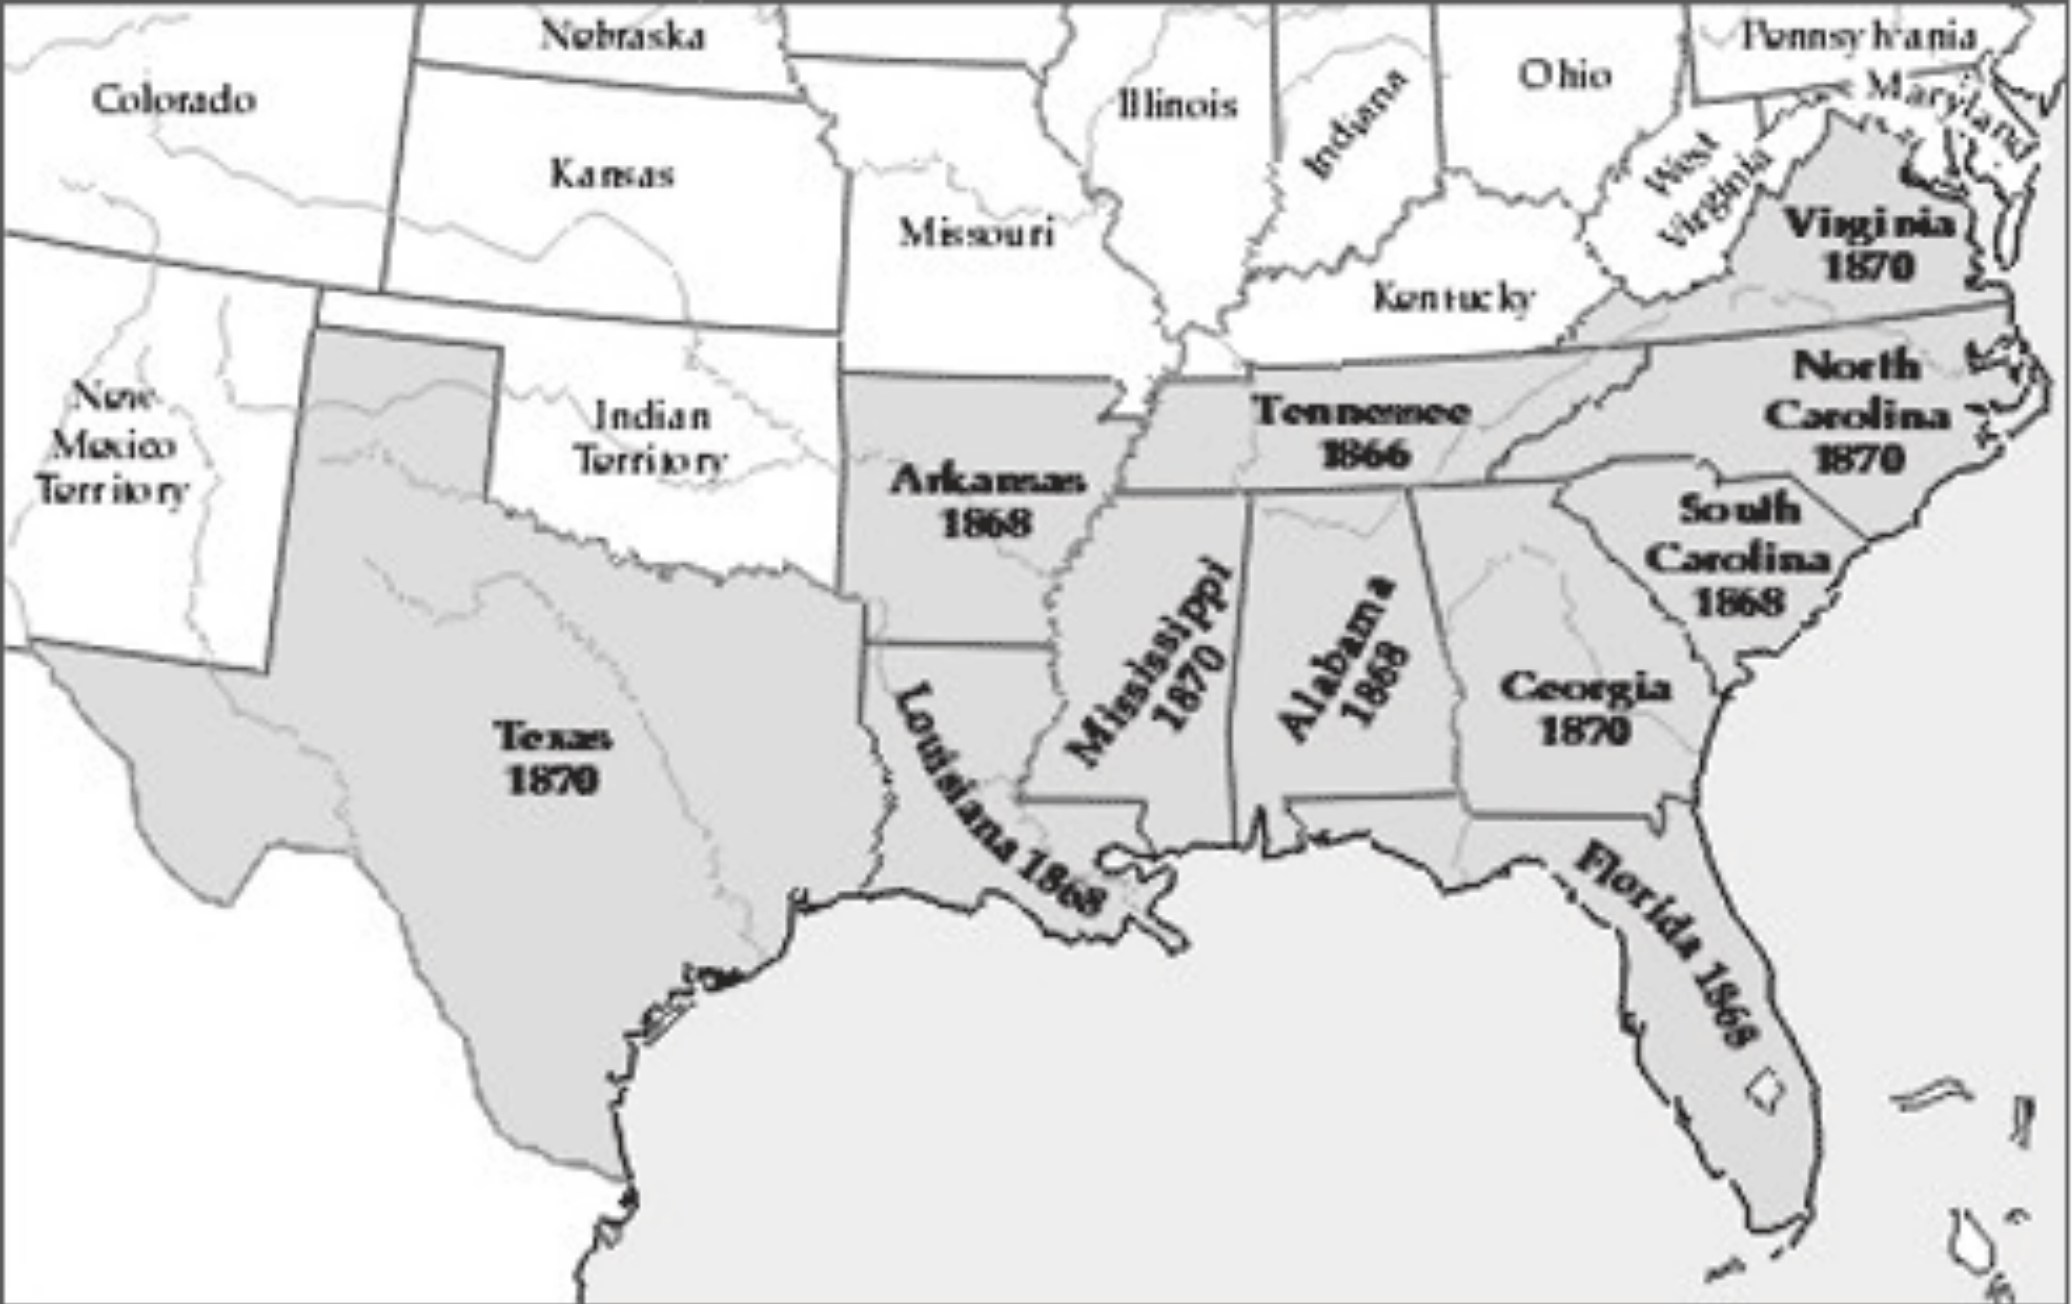 Nebraska
Pennsylvania
Colorado
Illinois
Indiana
Ohio
Maryland
Kansas
Missouri
West
Virginia
Virginia
1870
Kentucky
New
Mexico
Territory
Indian
Territory
Arkansas
1868
Tennessee
1866
North
Carolina
1870
South
Carolina
1868
Texas
1870
Louisiana 1868
Mississippi
1870
Alabama
1868
Georgia
1870
Florida 1868